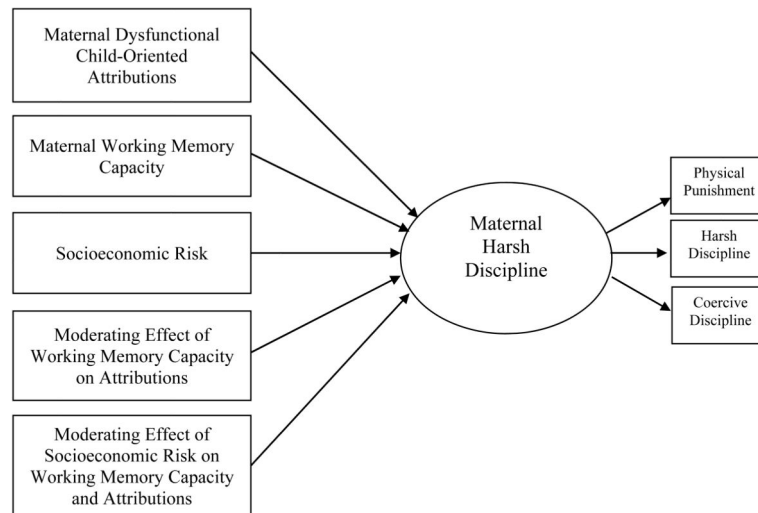 Maternal Dysfunctional
Child-Oriented
Attributions
Maternal Working Memory
Capacity
Socioeconomic Risk
Moderating Effect of
Working Memory Capacity
on Attributions
Moderating Effect of
Socioeconomic Risk on
Working Memory Capacity
and Attributions
Maternal
Harsh
Discipline
Physical
Punishment
Harsh
Discipline
Coercive
Discipline